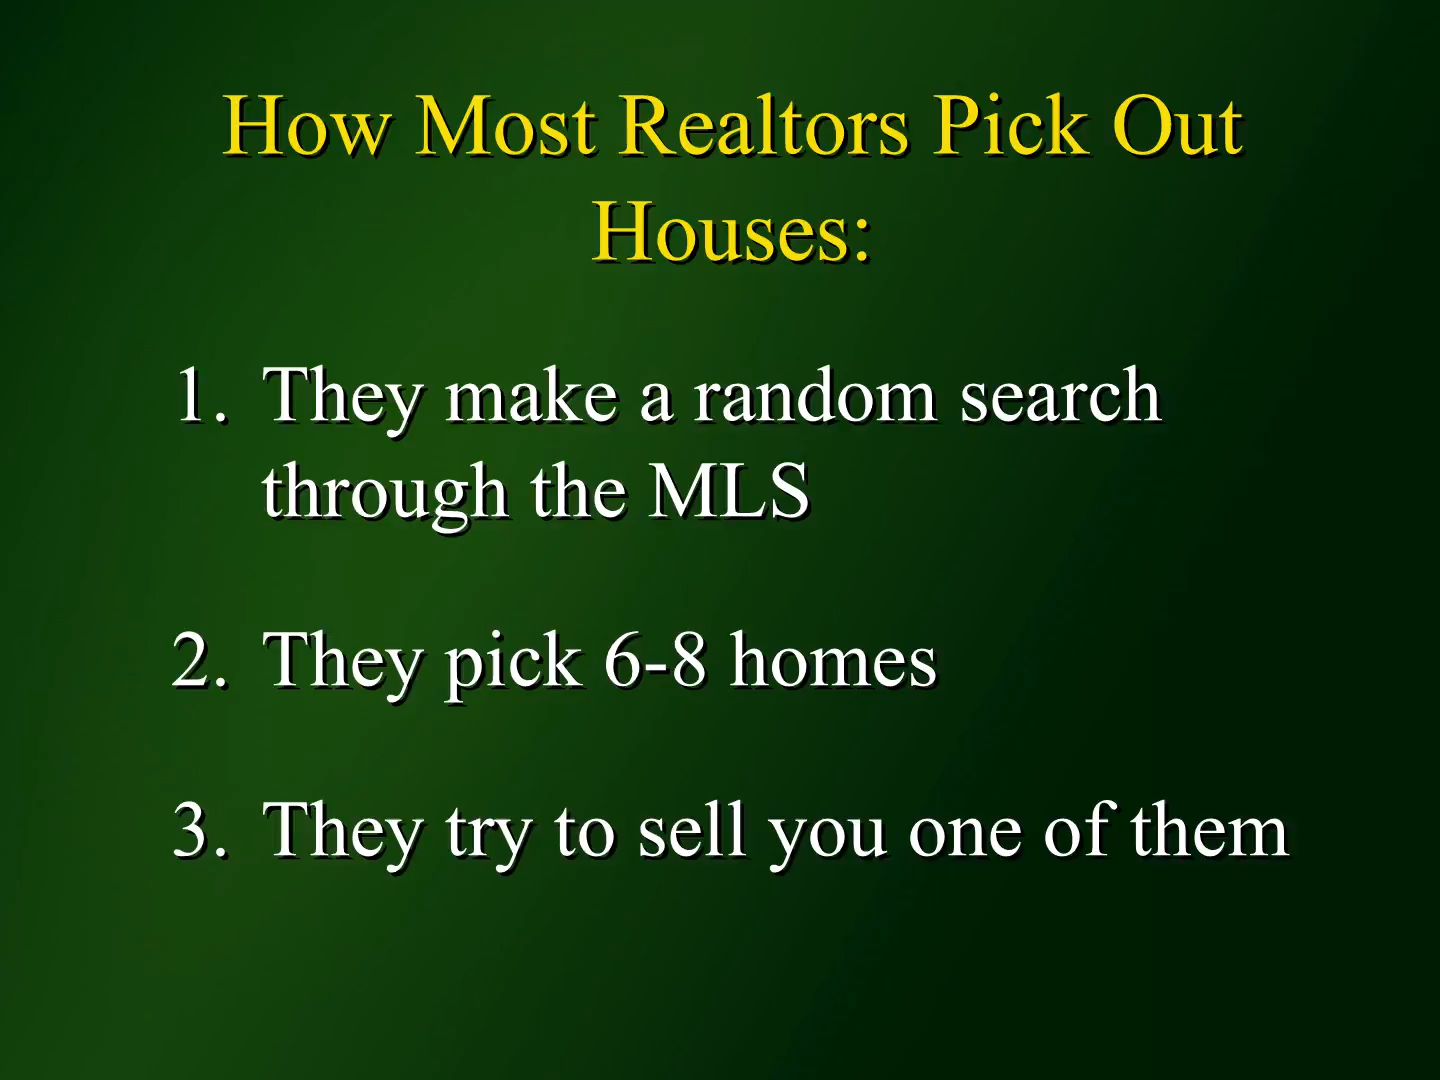 How Most Realtors Pick Out
Houses:
1. They make a random search
through the MLS
2. They pick 6-8 homes
3. They try to sell you one of them